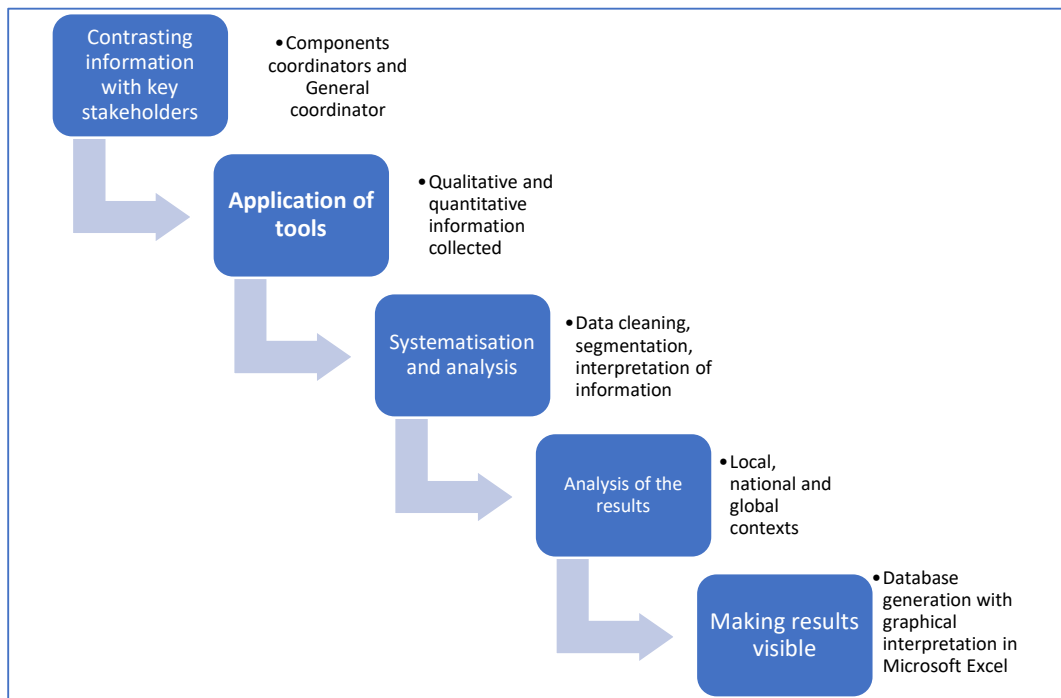 Contrasting
information
with key
stakeholders
•Components
coordinators and
General
coordinator
Application of
tools
•Qualitative and
quantitative
information
collected
Systematisation
and analysis
•Data cleaning,
segmentation,
interpretation of
information
Analysis of the
results
•Local,
national and
global
contexts
Making results
visible
•Database
generation with
graphical
interpretation in
Microsoft Excel